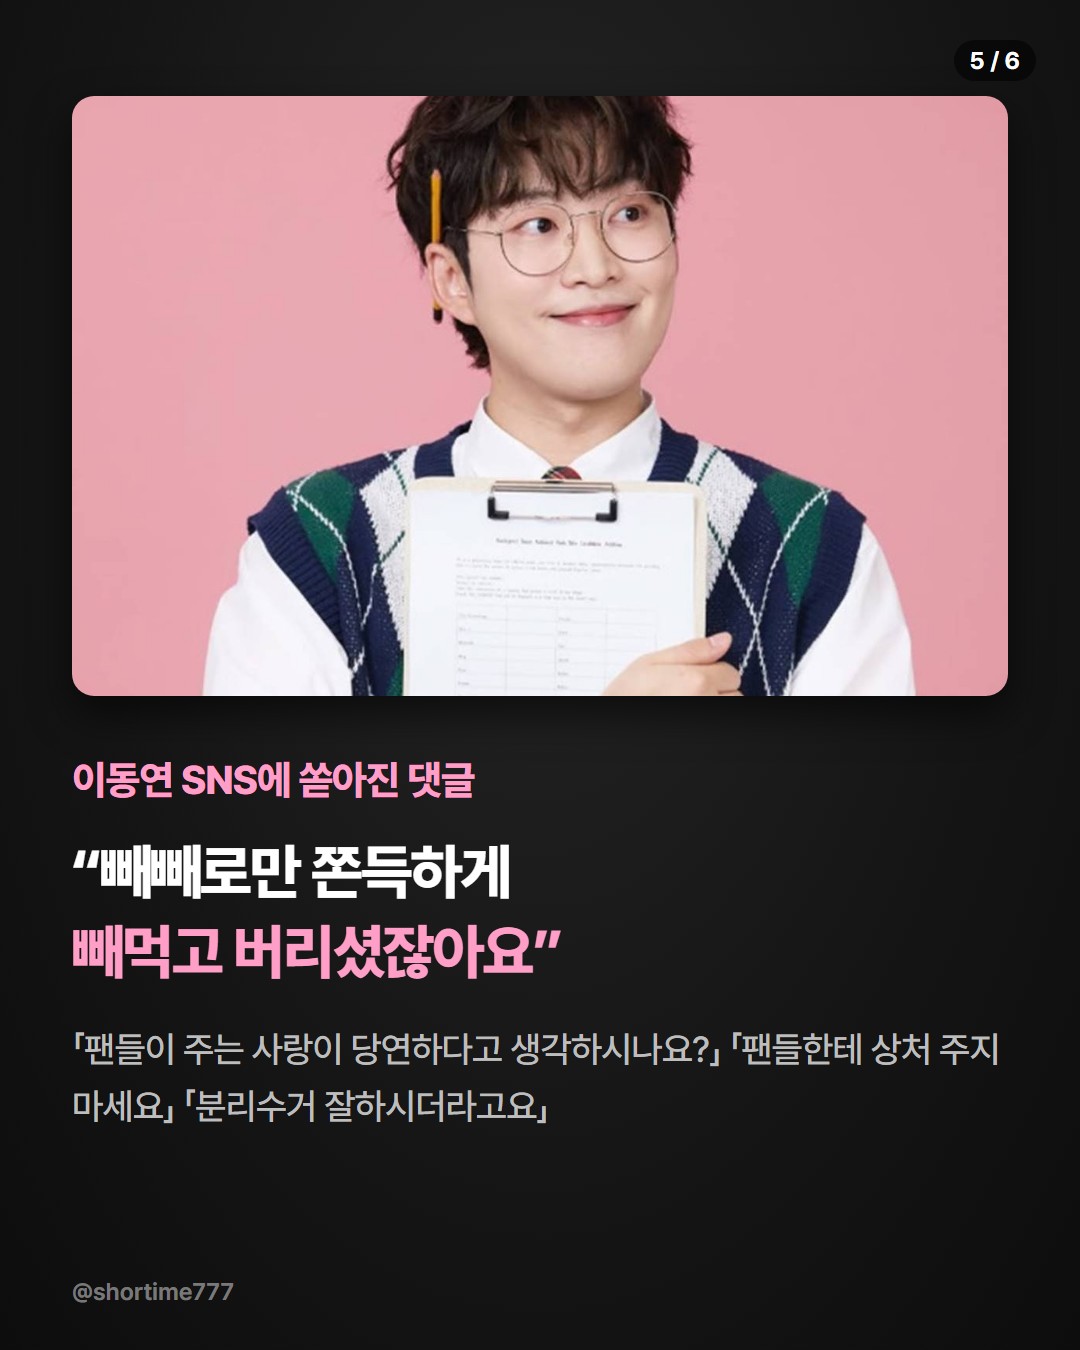 5 / 6
이동연 SNS에 쏟아진 댓글
“빼빼로만 쫀득하게
빼먹고 버리셨잖아요”
「팬들이 주는 사랑이 당연하다고 생각하시나요?」 「팬들한테 상처 주지
마세요」 「분리수거 잘하시더라고요」
@shortime777